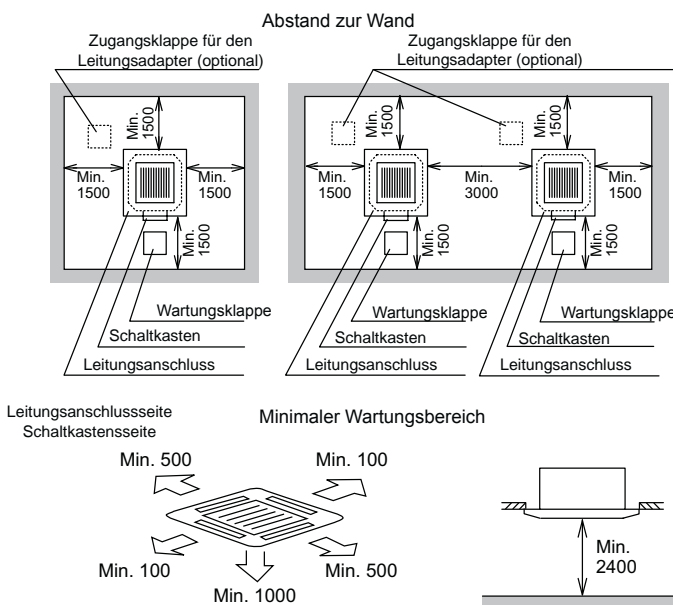 Abstand zur Wand
Zugangsklappe für den
Leitungsadapter (optional)
Zugangsklappe für den
Leitungsadapter (optional)
Min.
1500
Min.
1500
Min.
1500
Min.
1500
Min.
1500
Min.
1500
Min.
3000
Min.
1500
Min.
1500
Min.
1500
Min.
1500
Min.
1500
Wartungsklappe
Wartungsklappe
Wartungsklappe
Schaltkasten
Schaltkasten
Schaltkasten
Leitungsanschluss
Leitungsanschluss
Leitungsanschluss
Leitungsanschlussseite
Schaltkastensseite
Minimaler Wartungsbereich
Min. 500
Min. 100
Min. 100
Min. 500
Min. 1000
Min.
2400